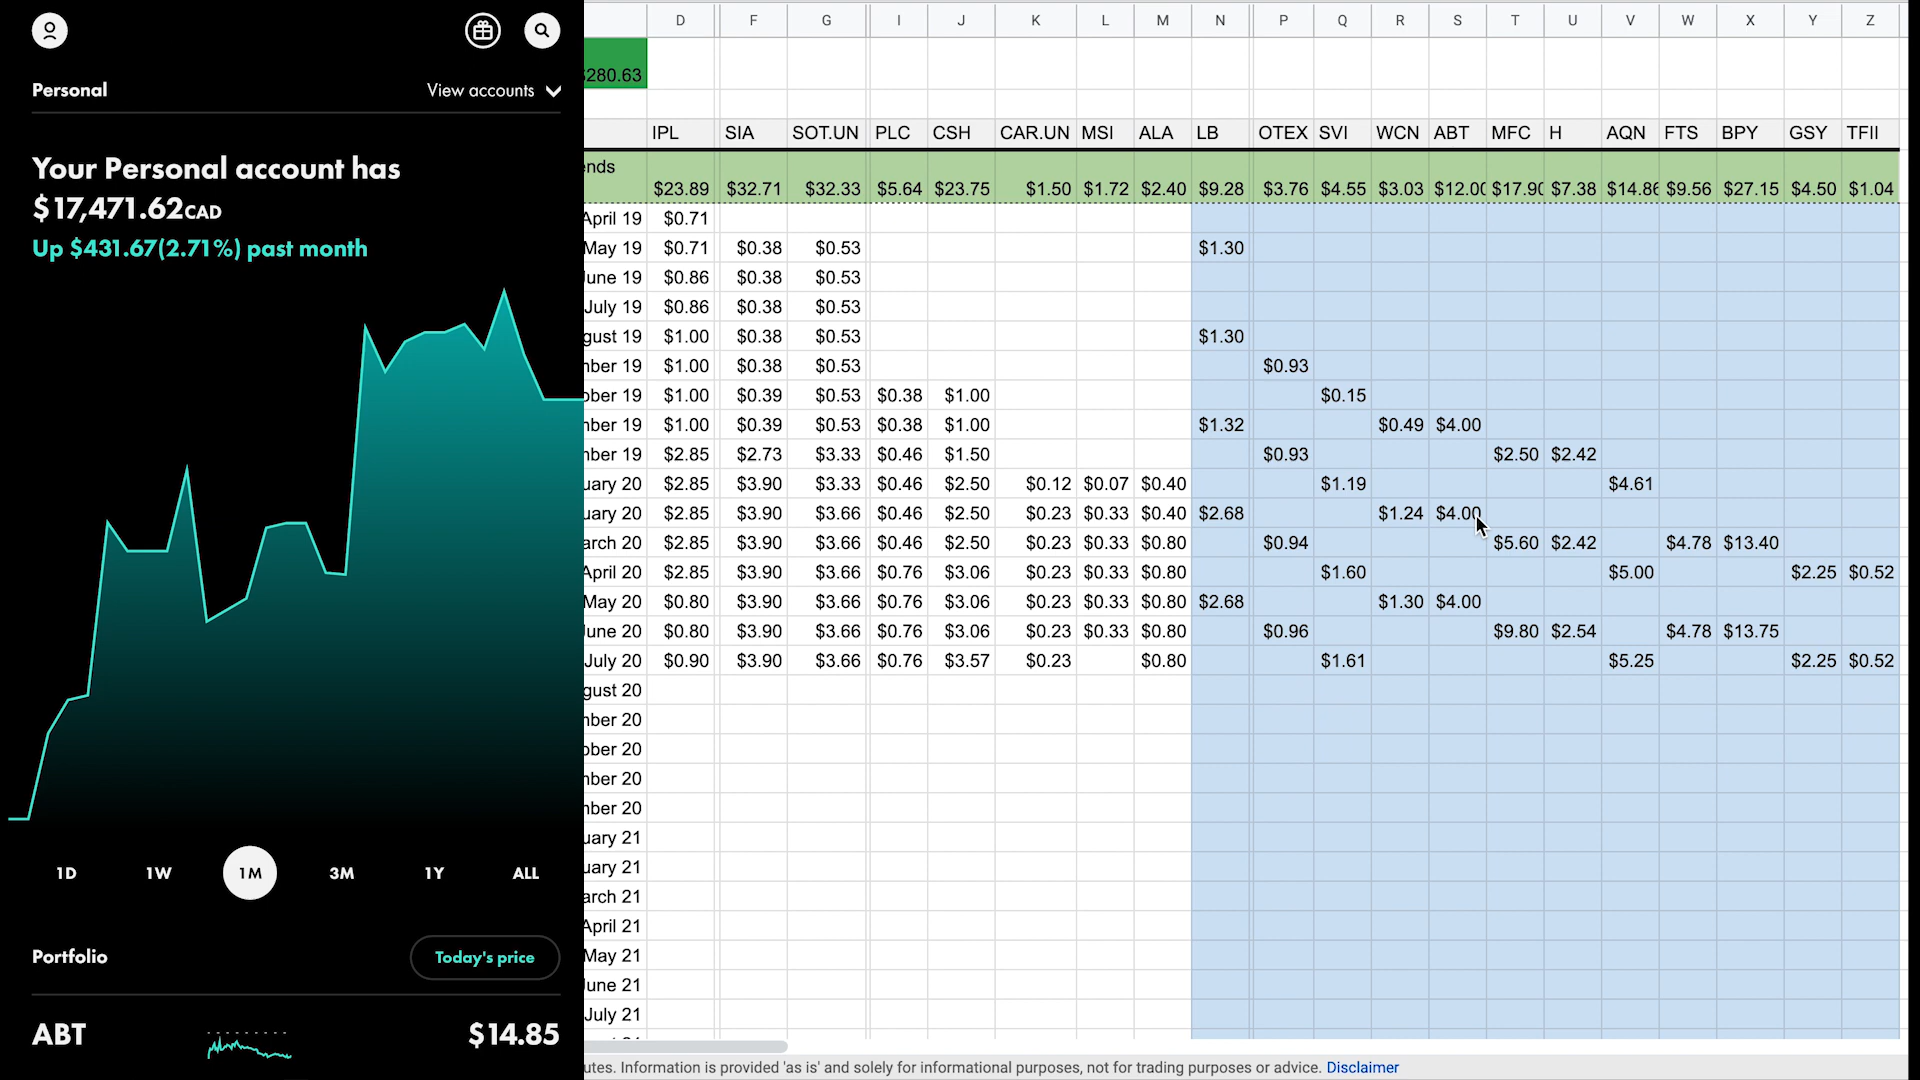 Personal
View accounts
Your Personal account has
$17,471.62CAD
Up $431.67(2.71%) past month
1D 1W 1M 3M 1Y ALL
Portfolio
Today's price
ABT
$14.85
D F G I J K L M N P Q R S T U V W X Y Z
280.63
IPL SIA SOT.UN PLC CSH CAR.UN MSI ALA LB OTEX SVI WCN ABT MFC H AQN FTS BPY GSY TFII
ends
$23.89 $32.71 $32.33 $5.64 $23.75 $1.50 $1.72 $2.40 $9.28 $3.76 $4.55 $3.03 $12.00 $17.90 $7.38 $14.86 $9.56 $27.15 $4.50 $1.04
April 19 $0.71
May 19 $0.71 $0.38 $0.53 $1.30
une 19 $0.86 $0.38 $0.53
July 19 $0.86 $0.38 $0.53
gust 19 $1.00 $0.38 $0.53 $1.30
nber 19 $1.00 $0.38 $0.53 $0.93
ober 19 $1.00 $0.39 $0.53 $0.38 $1.00 $0.15
nber 19 $1.00 $0.39 $0.53 $0.38 $1.00 $1.32 $0.49 $4.00
nber 19 $2.85 $2.73 $3.33 $0.46 $1.50 $0.93 $2.50 $2.42
uary 20 $2.85 $3.90 $3.33 $0.46 $2.50 $0.12 $0.07 $0.40 $1.19 $4.61
uary 20 $2.85 $3.90 $3.66 $0.46 $2.50 $0.23 $0.33 $0.40 $2.68 $1.24 $4.00
arch 20 $2.85 $3.90 $3.66 $0.46 $2.50 $0.23 $0.33 $0.80 $0.94 $5.60 $2.42 $4.78 $13.40
April 20 $2.85 $3.90 $3.66 $0.76 $3.06 $0.23 $0.33 $0.80 $1.60 $5.00 $2.25 $0.52
May 20 $0.80 $3.90 $3.66 $0.76 $3.06 $0.23 $0.33 $0.80 $2.68 $1.30 $4.00
une 20 $0.80 $3.90 $3.66 $0.76 $3.06 $0.23 $0.33 $0.80 $0.96 $9.80 $2.54 $4.78 $13.75
July 20 $0.90 $3.90 $3.66 $0.76 $3.57 $0.23 $0.80 $1.61 $5.25 $2.25 $0.52
gust 20
nber 20
ober 20
nber 20
nber 20
uary 21
uary 21
arch 21
April 21
May 21
une 21
July 21
utes. Information is provided 'as is' and solely for informational purposes, not for trading purposes or advice. Disclaimer